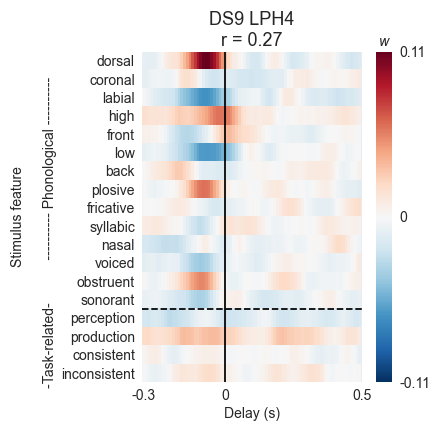 DS9 LPH4
r = 0.27
w
0.11
0
-0.11
Stimulus feature
----------- Phonological ----------
-Task-related-
dorsal
coronal
labial
high
front
low
back
plosive
fricative
syllabic
nasal
voiced
obstruent
sonorant
perception
production
consistent
inconsistent
-0.3
0
0.5
Delay (s)